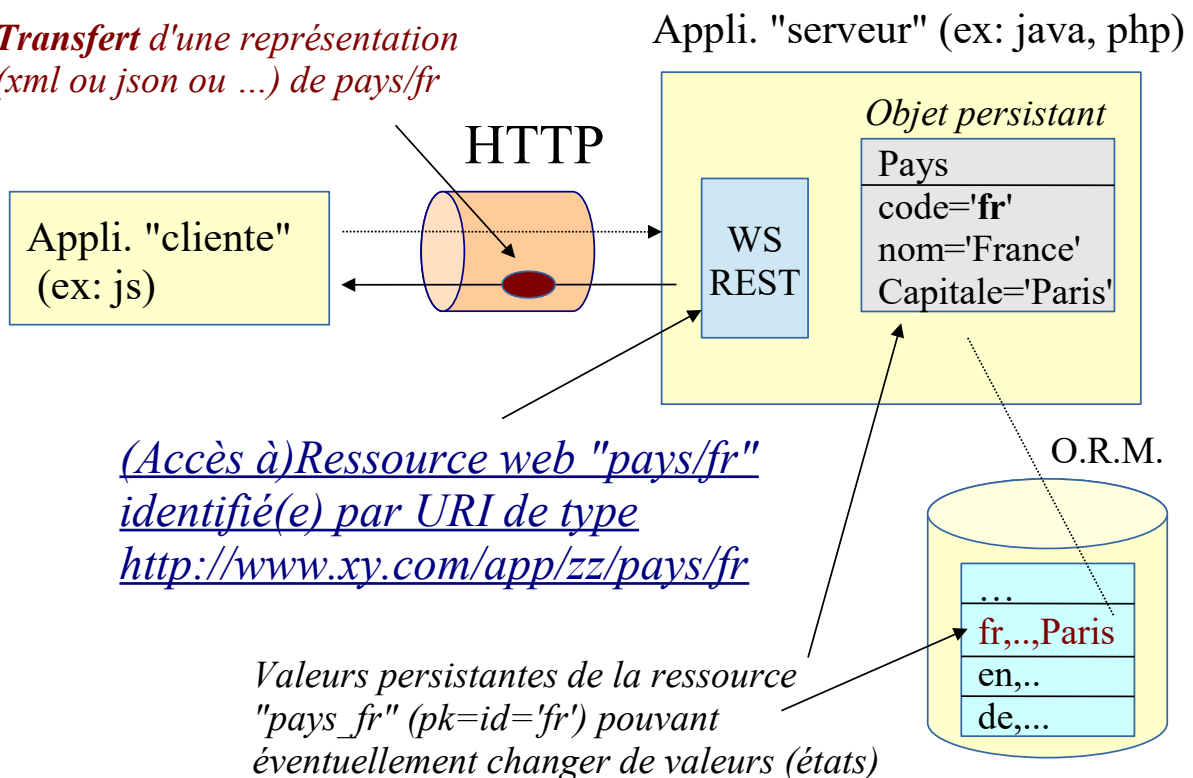 Transfert d'une représentation
(xml ou json ou …) de pays/fr
Appli. "serveur" (ex: java, php)
HTTP
Objet persistant
Pays
code='fr'
nom='France'
Capitale='Paris'
Appli. "cliente"
(ex: js)
WS
REST
(Accès à)Ressource web "pays/fr"
identifié(e) par URI de type
http://www.xy.com/app/zz/pays/fr
O.R.M.
…
fr,..,Paris
en,..
de,...
Valeurs persistantes de la ressource
"pays_fr" (pk=id='fr') pouvant
éventuellement changer de valeurs (états)